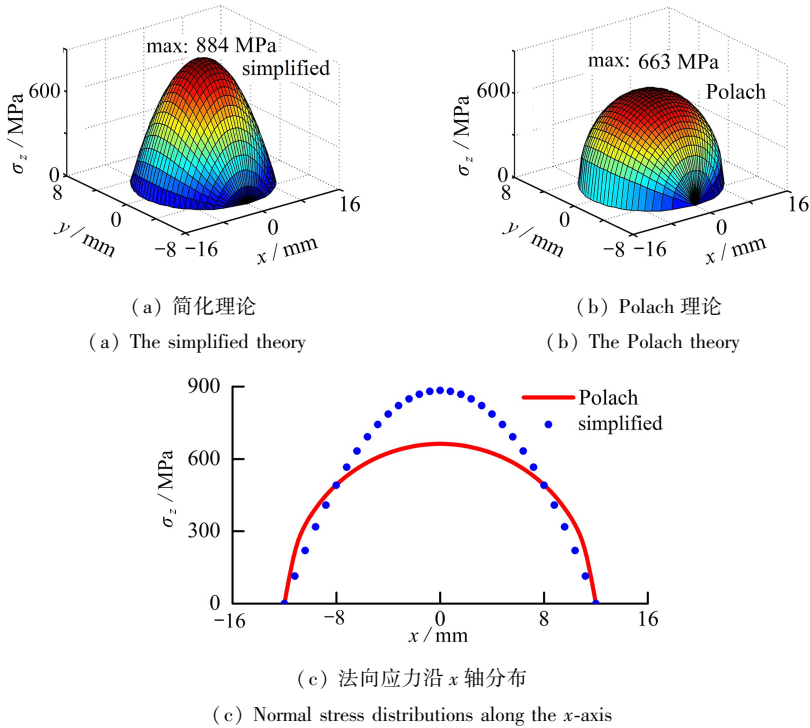 max: 884 MPa
simplified
600
0
σz / MPa
8
0
-8
y / mm
-16
0
16
x / mm
max: 663 MPa
Polach
600
0
σz / MPa
8
0
-8
y / mm
-16
0
16
x / mm
(a) 简化理论
(a) The simplified theory
(b) Polach 理论
(b) The Polach theory
900
600
300
0
σz / MPa
Polach
simplified
-16
-8
0
8
16
x / mm
(c) 法向应力沿 x 轴分布
(c) Normal stress distributions along the x-axis